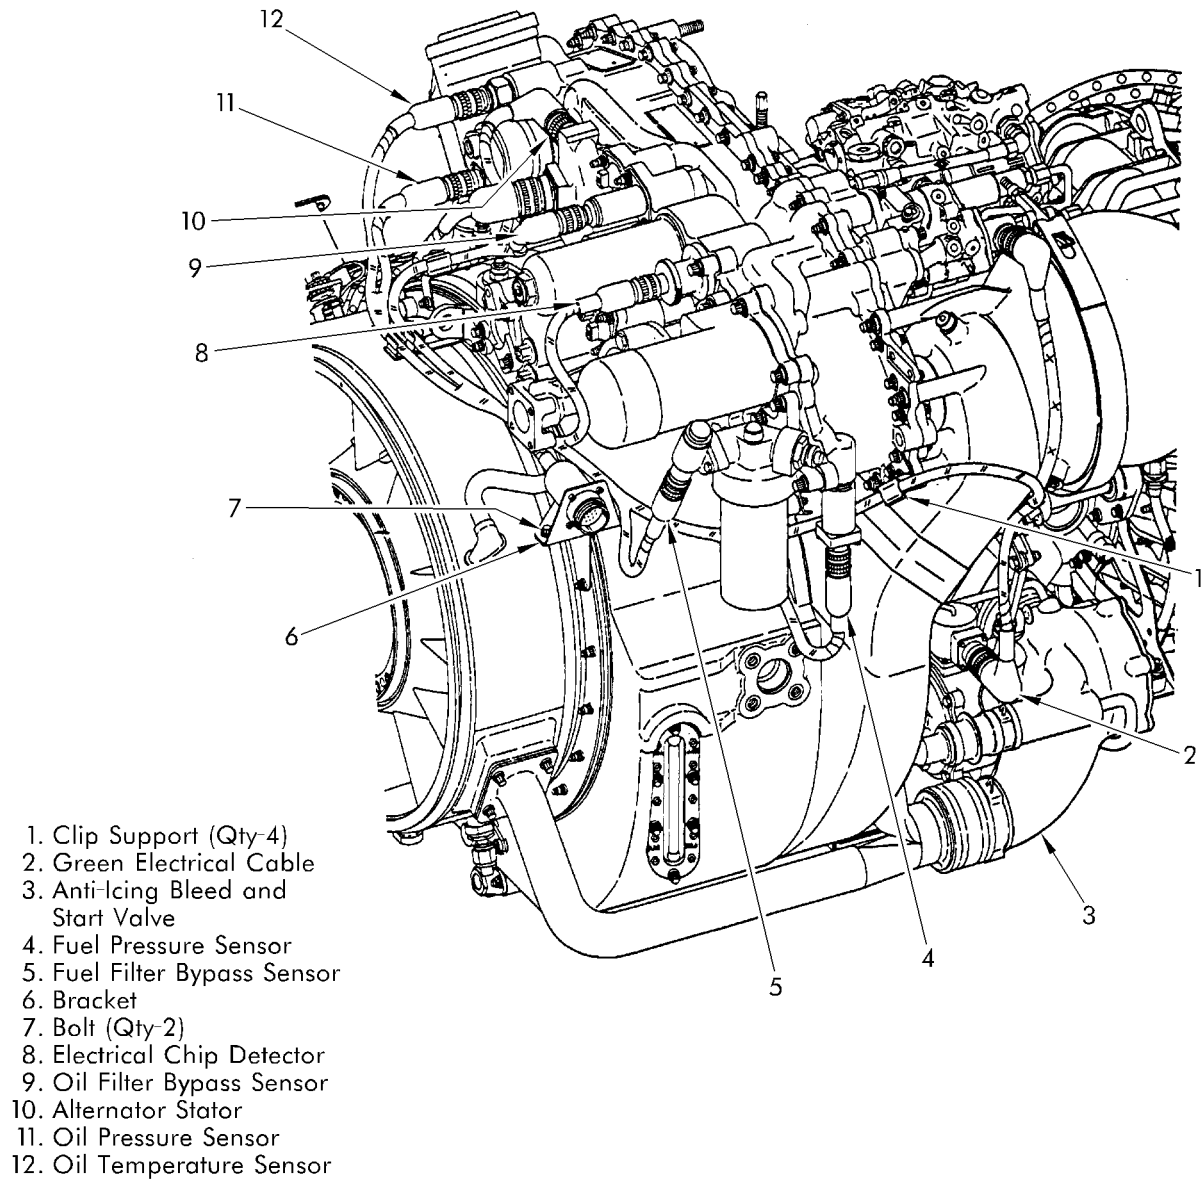 12
11
10
9
8
7
6
1
2
3
4
5
1. Clip Support (Qty-4)
2. Green Electrical Cable
3. Anti-Icing Bleed and
Start Valve
4. Fuel Pressure Sensor
5. Fuel Filter Bypass Sensor
6. Bracket
7. Bolt (Qty-2)
8. Electrical Chip Detector
9. Oil Filter Bypass Sensor
10. Alternator Stator
11. Oil Pressure Sensor
12. Oil Temperature Sensor